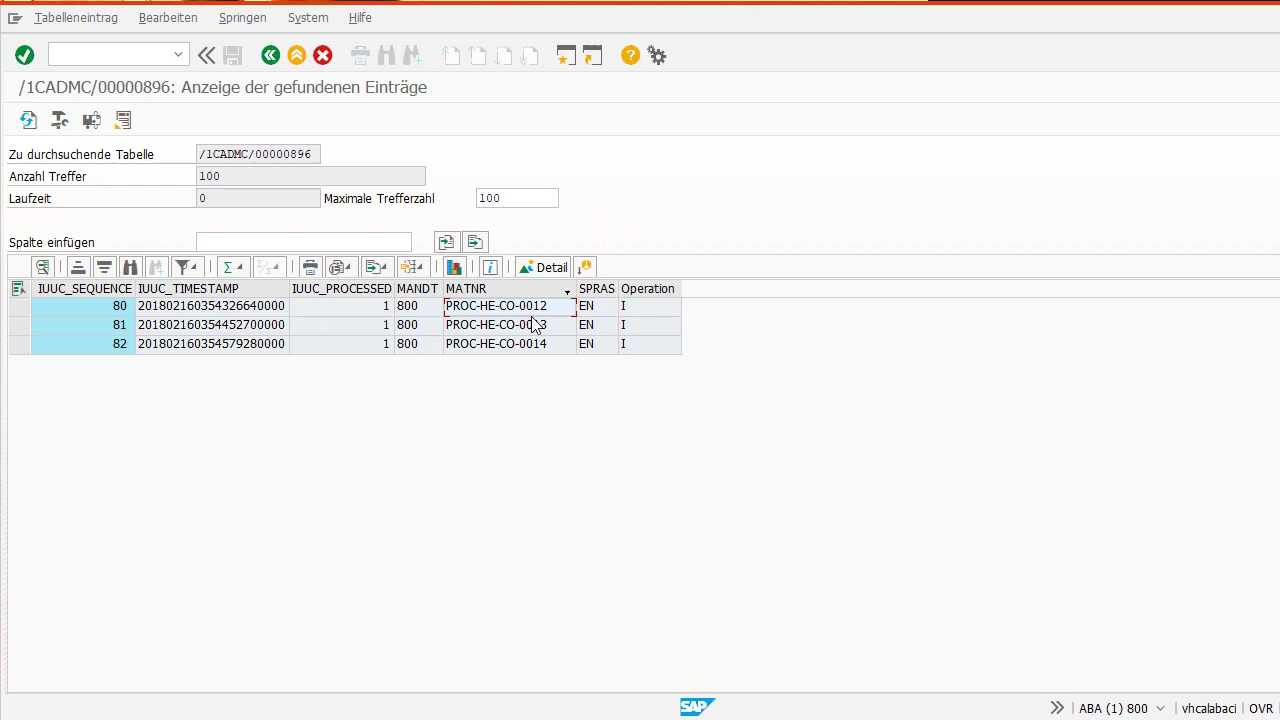 Tabelleneintrag Bearbeiten Springen System Hilfe
/1CADMC/00000896: Anzeige der gefundenen Einträge
Zu durchsuchende Tabelle /1CADMC/00000896
Anzahl Treffer 100
Laufzeit 0 Maximale Trefferzahl 100
Spalte einfügen
Detail
IUUC_SEQUENCE IUUC_TIMESTAMP IUUC_PROCESSED MANDT MATNR SPRAS Operation
80 201802160354326640000 1 800 PROC-HE-CO-0012 EN I
81 201802160354452700000 1 800 EN I
82 201802160354579280000 1 800 PROC-HE-CO-0014 EN I
SAP ABA (1) 800 vhcalabaci OVR